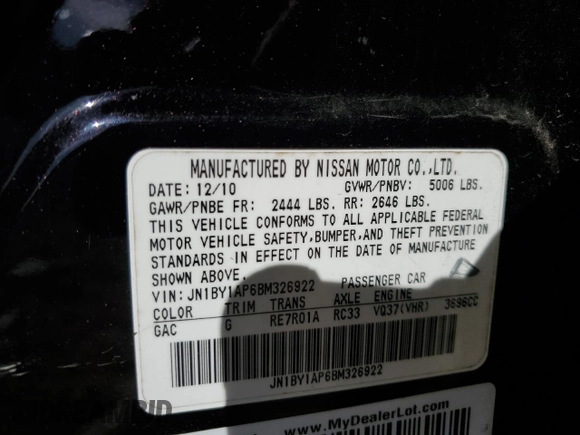 MANUFACTURED BY NISSAN MOTOR CO.,LTD.
DATE: 12/10 GVWR/PNBV: 5006 LBS.
GAWR/PNBE FR: 2444 LBS. RR: 2646 LBS.
THIS VEHICLE CONFORMS TO ALL APPLICABLE FEDERAL
MOTOR VEHICLE SAFETY,BUMPER,AND THEFT PREVENTION
STANDARDS IN EFFECT ON THE DATE OF MANUFACTURE
SHOWN ABOVE.
VIN: JN1BY1AP6BM326922 PASSENGER CAR
COLOR TRIM TRANS AXLE ENGINE
GAC G RE7R01A RC33 VQ37(VHR) 3696CC
JN1BY1AP6BM326922
www.MyDealerLot.com